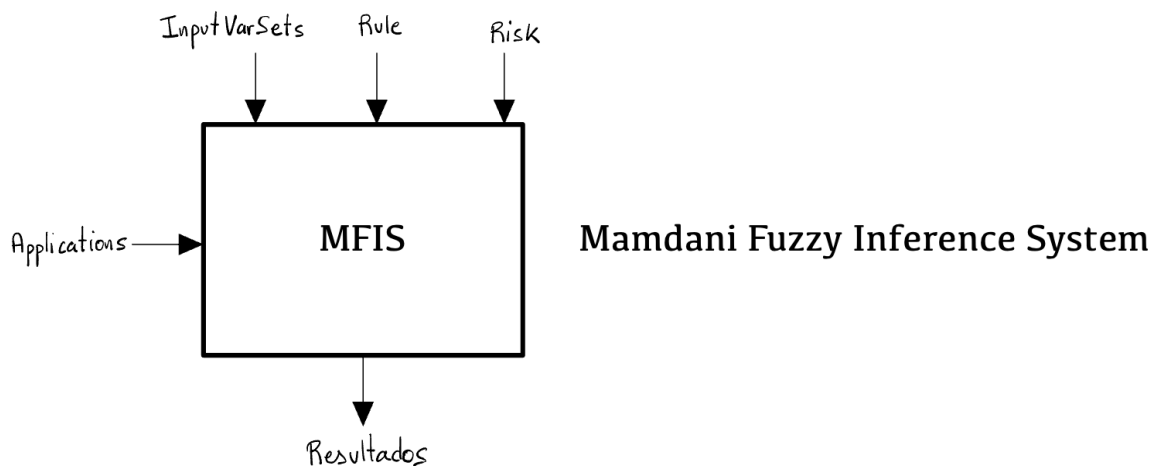 InputVarSets
Rule
Risk
Applications
MFIS
Mamdani Fuzzy Inference System
Resultados